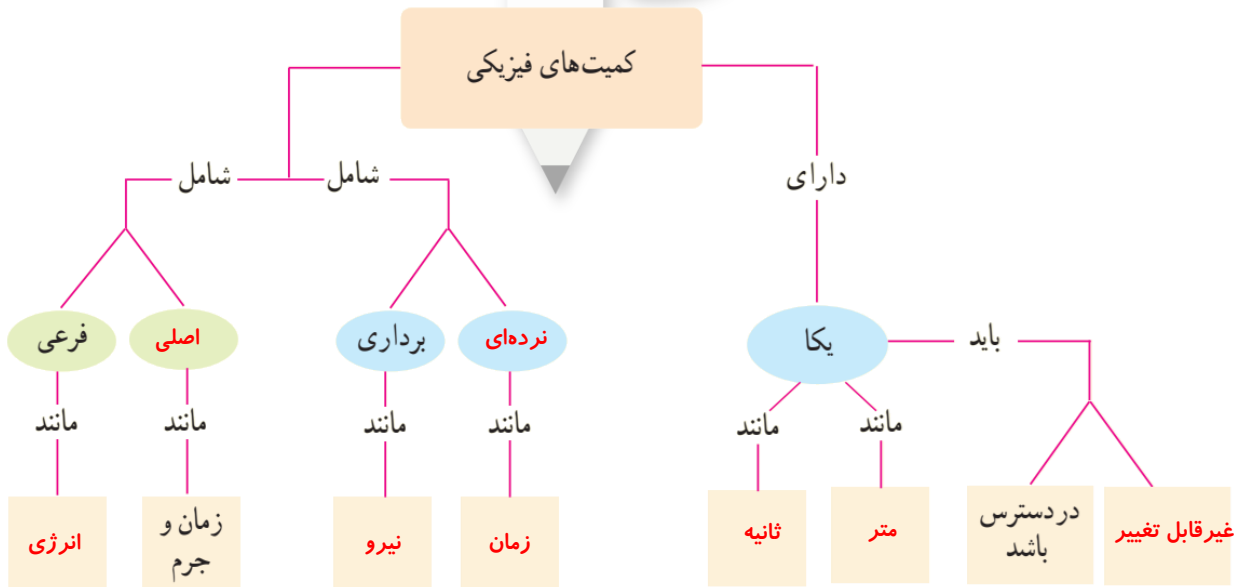 کمیت‌های فیزیکی
دارای
شامل
شامل
یکا
باید
نرده‌ای
برداری
اصلی
فرعی
مانند
مانند
مانند
مانند
مانند
مانند
غیرقابل تغییر
در دسترس
باشد
متر
ثانیه
زمان
نیرو
زمان و
جرم
انرژی